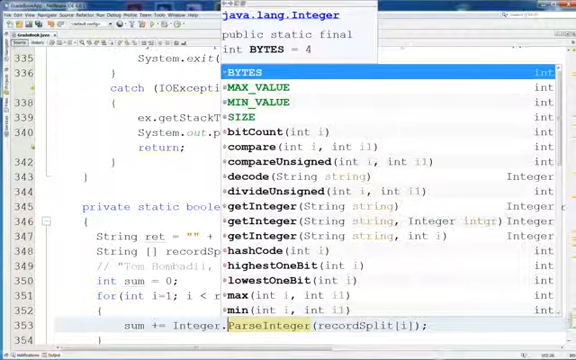 GradeBook.java
java.lang.Integer
public static final
int BYTES = 4
335 System.exit(
336 }
337 catch (IOExcepti
338 {
ex.getStackT
340 System.out.p
return;
342 }
343 }
344
345 private static boole
346 {
347 String ret = "" +
348 String [] recordSp
349 // "Tom Bombadil,
350 int sum = 0;
351 for(int i=1; i < r
352 {
353 sum += Integer.ParseInteger(recordSplit[i]);
354 }
BYTES int
MAX_VALUE int
MIN_VALUE int
SIZE int
bitCount(int i) int
compare(int i, int i1) int
compareUnsigned(int i, int i1) int
decode(String string) Integer
divideUnsigned(int i, int i1) int
getInteger(String string) Integer
getInteger(String string, Integer intgr) Integer
getInteger(String string, int i) Integer
hashCode(int i) int
highestOneBit(int i) int
lowestOneBit(int i) int
max(int i, int i1) int
min(int i, int i1) int